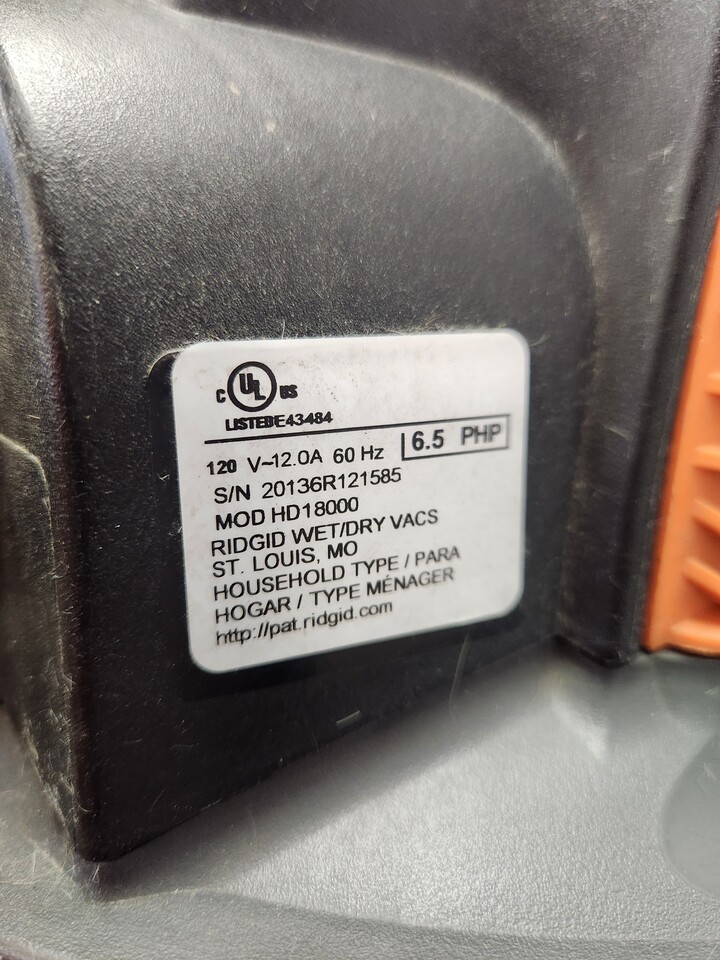 C UL US
LISTED E43484
120 V~12.0A 60 Hz 6.5 PHP
S/N 20136R121585
MOD HD18000
RIDGID WET/DRY VACS
ST. LOUIS, MO
HOUSEHOLD TYPE / PARA
HOGAR / TYPE MÉNAGER
http://pat.ridgid.com